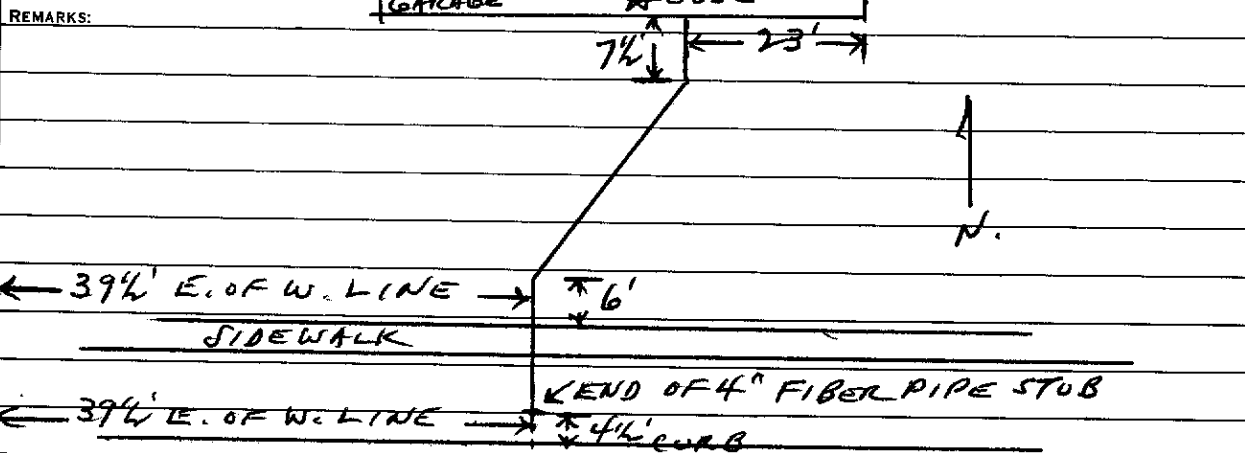 GARAGE HOUSE
REMARKS:
7½' 23'
N.
39½' E. OF W. LINE 6'
SIDEWALK
END OF 4" FIBER PIPE STUB
39½' E. OF W. LINE 4½' CURB